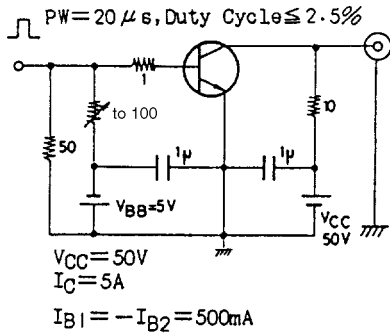 PW=20μs,Duty Cycle≦2.5%
1
to 100
10
50
1μ
1μ
VBB=5V
VCC
50V
VCC=50V
IC=5A
IB1=−IB2=500mA